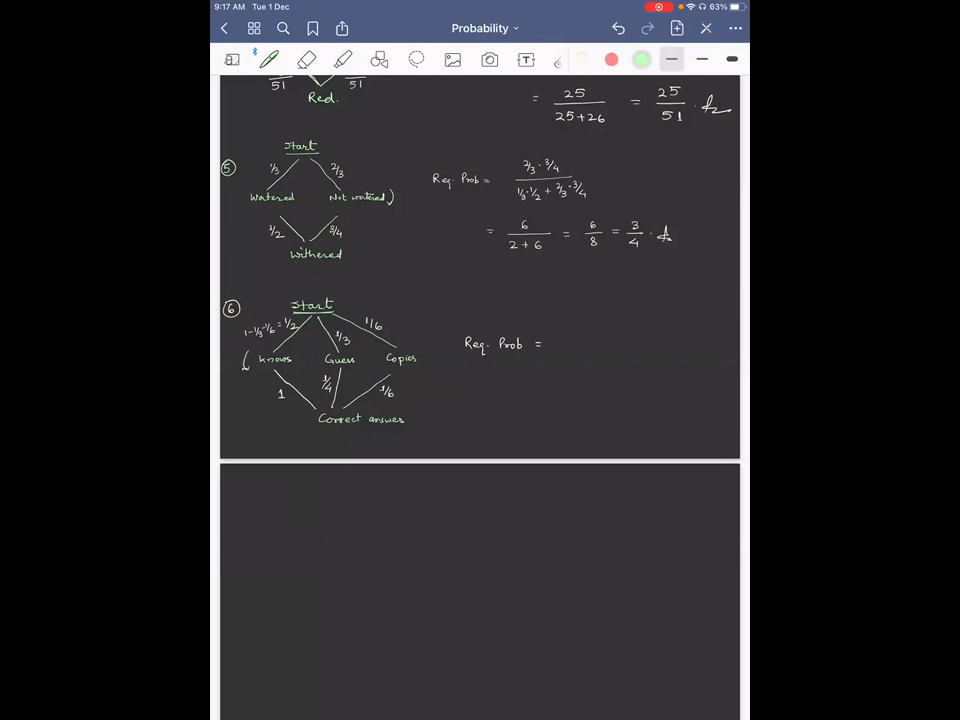 9:17 AM Tue 1 Dec 63%
Probability
51 51
Red.
= 25/(25+26) = 25/51 .
5 Start
1/3 2/3
Watered Not watered)
1/2 3/4
Withered
Req. Prob = (2/3 · 3/4)/(1/3 · 1/2 + 2/3 · 3/4)
= 6/(2+6) = 6/8 = 3/4 .
6 Start
1-1/3-1/6 = 1/2 1/3 1/6
(Knows Guess Copies
1 1/4 1/6
Correct answer
Req. Prob =